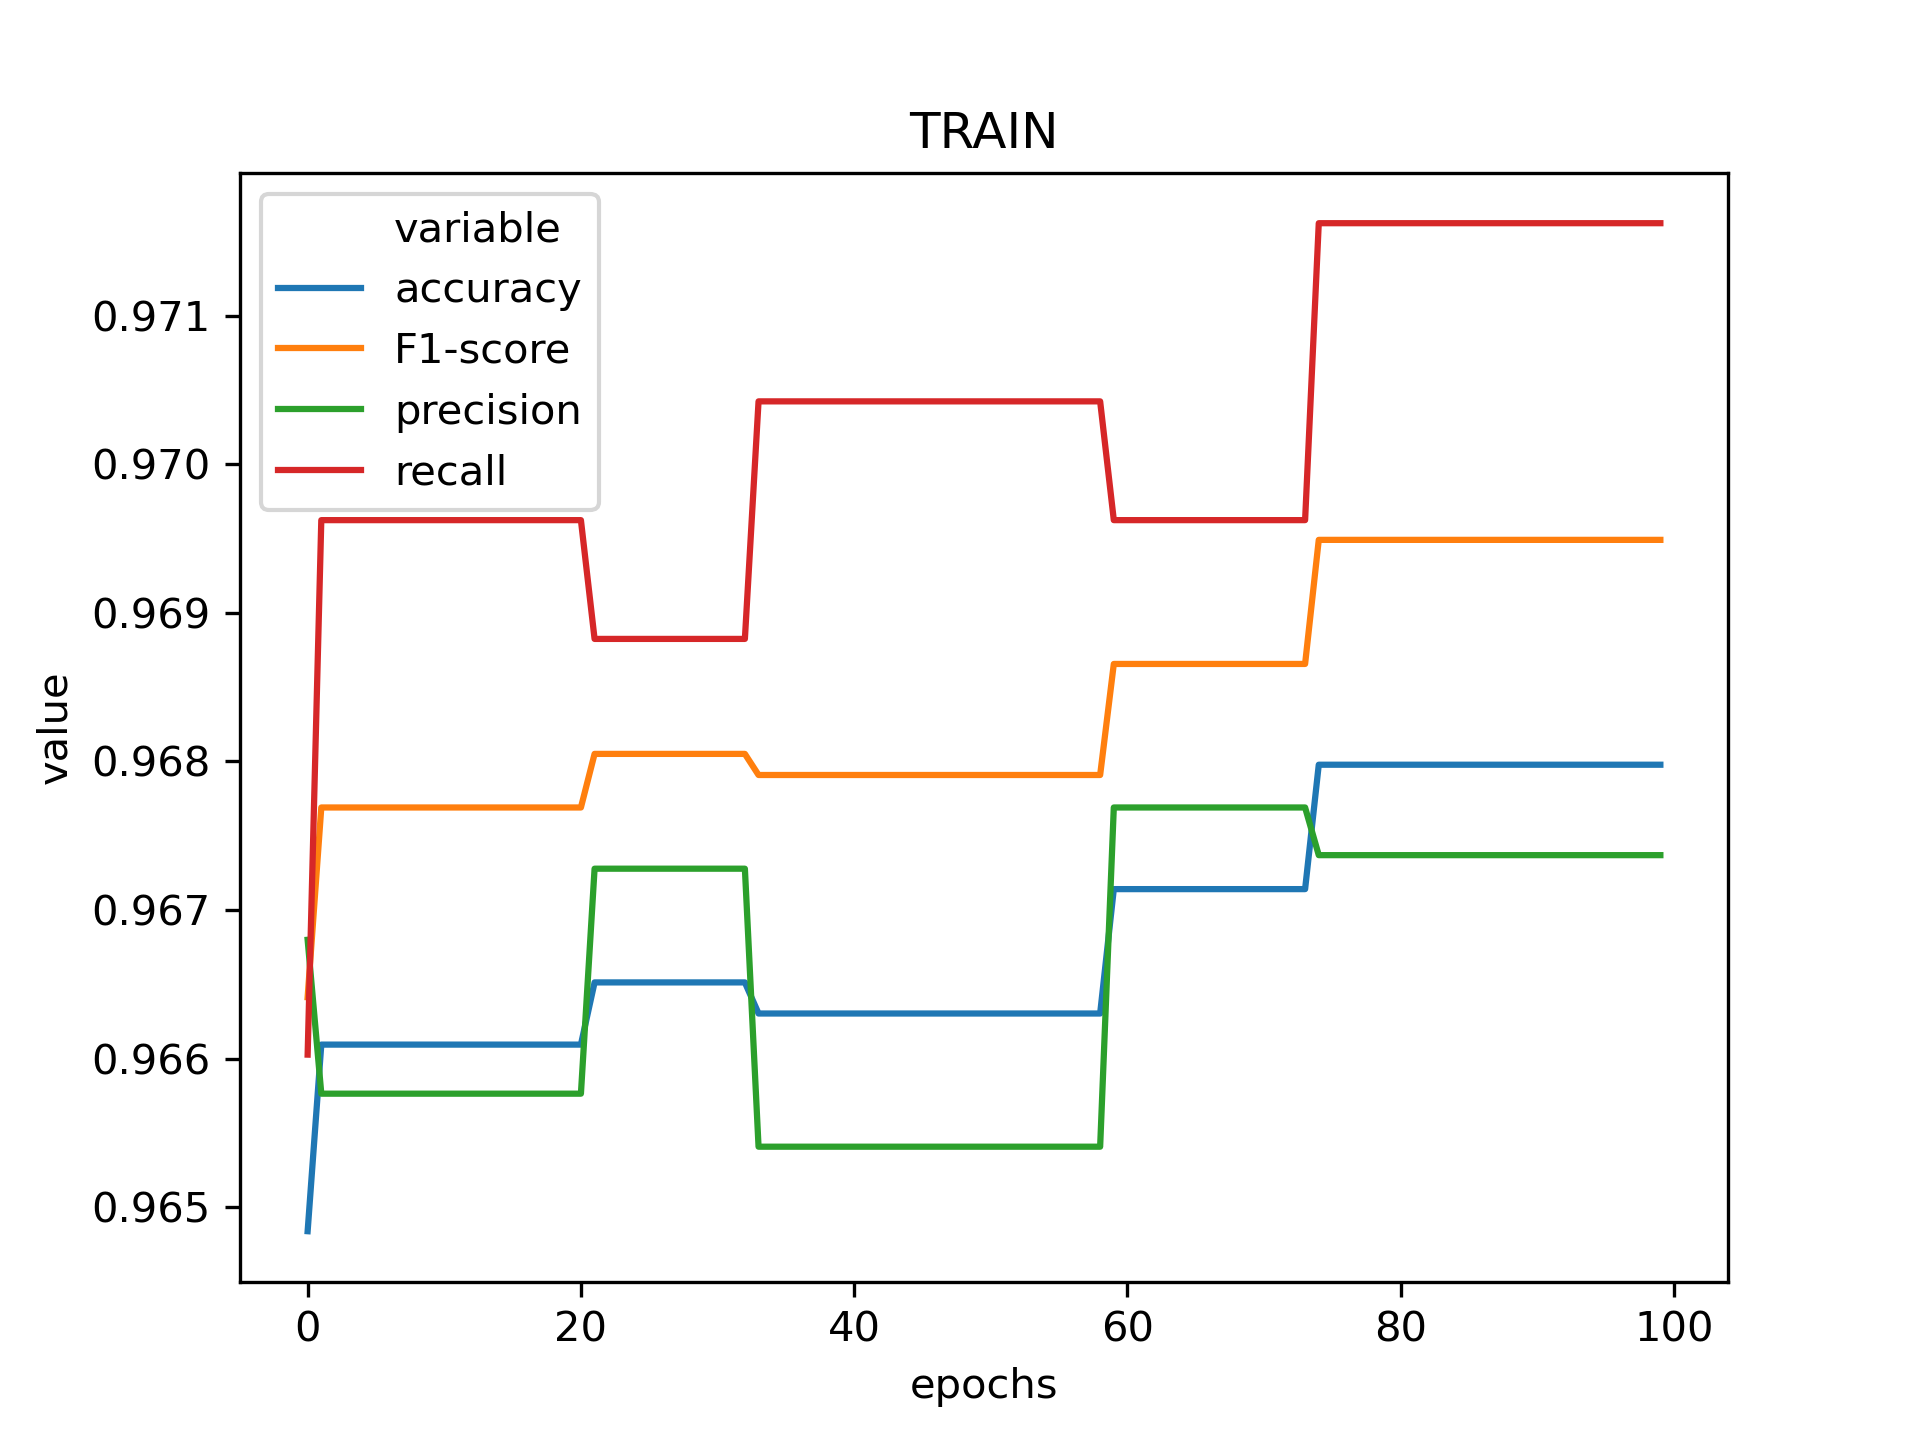 TRAIN
variable
accuracy
F1-score
precision
recall
0.971
0.970
0.969
0.968
0.967
0.966
0.965
value
0 20 40 60 80 100
epochs